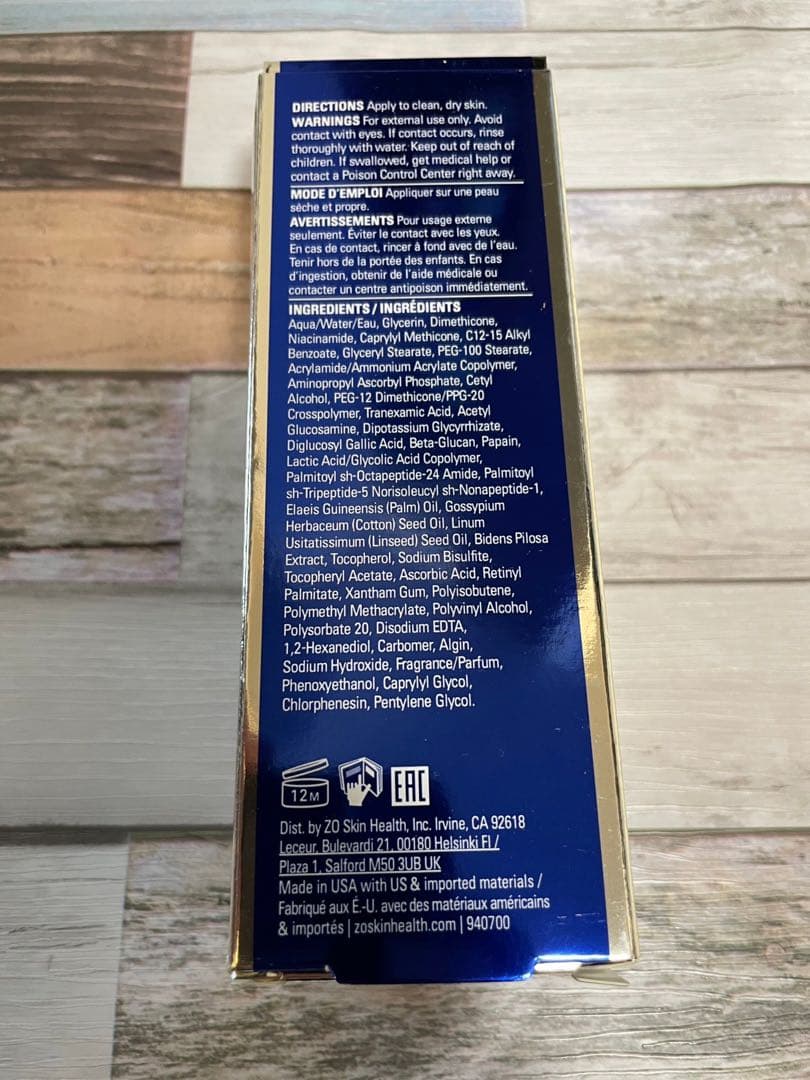 DIRECTIONS Apply to clean, dry skin.
WARNINGS For external use only. Avoid
contact with eyes. If contact occurs, rinse
thoroughly with water. Keep out of reach of
children. If swallowed, get medical help or
contact a Poison Control Center right away.
MODE D'EMPLOI Appliquer sur une peau
sèche et propre.
AVERTISSEMENTS Pour usage externe
seulement. Éviter le contact avec les yeux.
En cas de contact, rincer à fond avec de l'eau.
Tenir hors de la portée des enfants. En cas
d'ingestion, obtenir de l'aide médicale ou
contacter un centre antipoison immédiatement.
INGREDIENTS / INGRÉDIENTS
Aqua/Water/Eau, Glycerin, Dimethicone,
Niacinamide, Caprylyl Methicone, C12-15 Alkyl
Benzoate, Glyceryl Stearate, PEG-100 Stearate,
Acrylamide/Ammonium Acrylate Copolymer,
Aminopropyl Ascorbyl Phosphate, Cetyl
Alcohol, PEG-12 Dimethicone/PPG-20
Crosspolymer, Tranexamic Acid, Acetyl
Glucosamine, Dipotassium Glycyrrhizate,
Diglucosyl Gallic Acid, Beta-Glucan, Papain,
Lactic Acid/Glycolic Acid Copolymer,
Palmitoyl sh-Octapeptide-24 Amide, Palmitoyl
sh-Tripeptide-5 Norisoleucyl sh-Nonapeptide-1,
Elaeis Guineensis (Palm) Oil, Gossypium
Herbaceum (Cotton) Seed Oil, Linum
Usitatissimum (Linseed) Seed Oil, Bidens Pilosa
Extract, Tocopherol, Sodium Bisulfite,
Tocopheryl Acetate, Ascorbic Acid, Retinyl
Palmitate, Xantham Gum, Polyisobutene,
Polymethyl Methacrylate, Polyvinyl Alcohol,
Polysorbate 20, Disodium EDTA,
1,2-Hexanediol, Carbomer, Algin,
Sodium Hydroxide, Fragrance/Parfum,
Phenoxyethanol, Caprylyl Glycol,
Chlorphenesin, Pentylene Glycol.
12M EAC
Dist. by ZO Skin Health, Inc. Irvine, CA 92618
Leceur, Bulevardi 21, 00180 Helsinki FI /
Plaza 1, Salford M50 3UB UK
Made in USA with US & imported materials /
Fabriqué aux É.-U. avec des matériaux américains
& importés | zoskinhealth.com | 940700